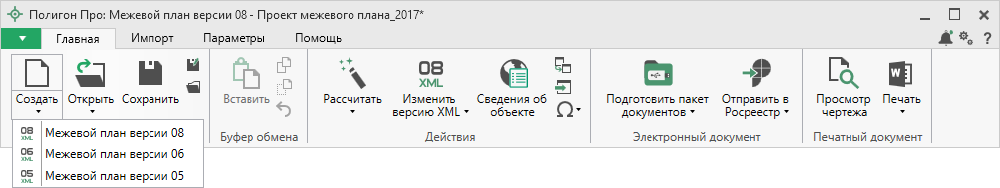 Полигон Про: Межевой план версии 08 - Проект межевого плана_2017*
Главная Импорт Параметры Помощь
?
Создать Открыть Сохранить
Вставить
Буфер обмена
08
XML
Рассчитать Изменить
версию XML
Сведения об
объекте
Ω
Действия
Подготовить пакет
документов
Отправить в
Росреестр
Электронный документ
Просмотр
чертежа
W
Печать
Печатный документ
08
XML
Межевой план версии 08
06
XML
Межевой план версии 06
05
XML
Межевой план версии 05